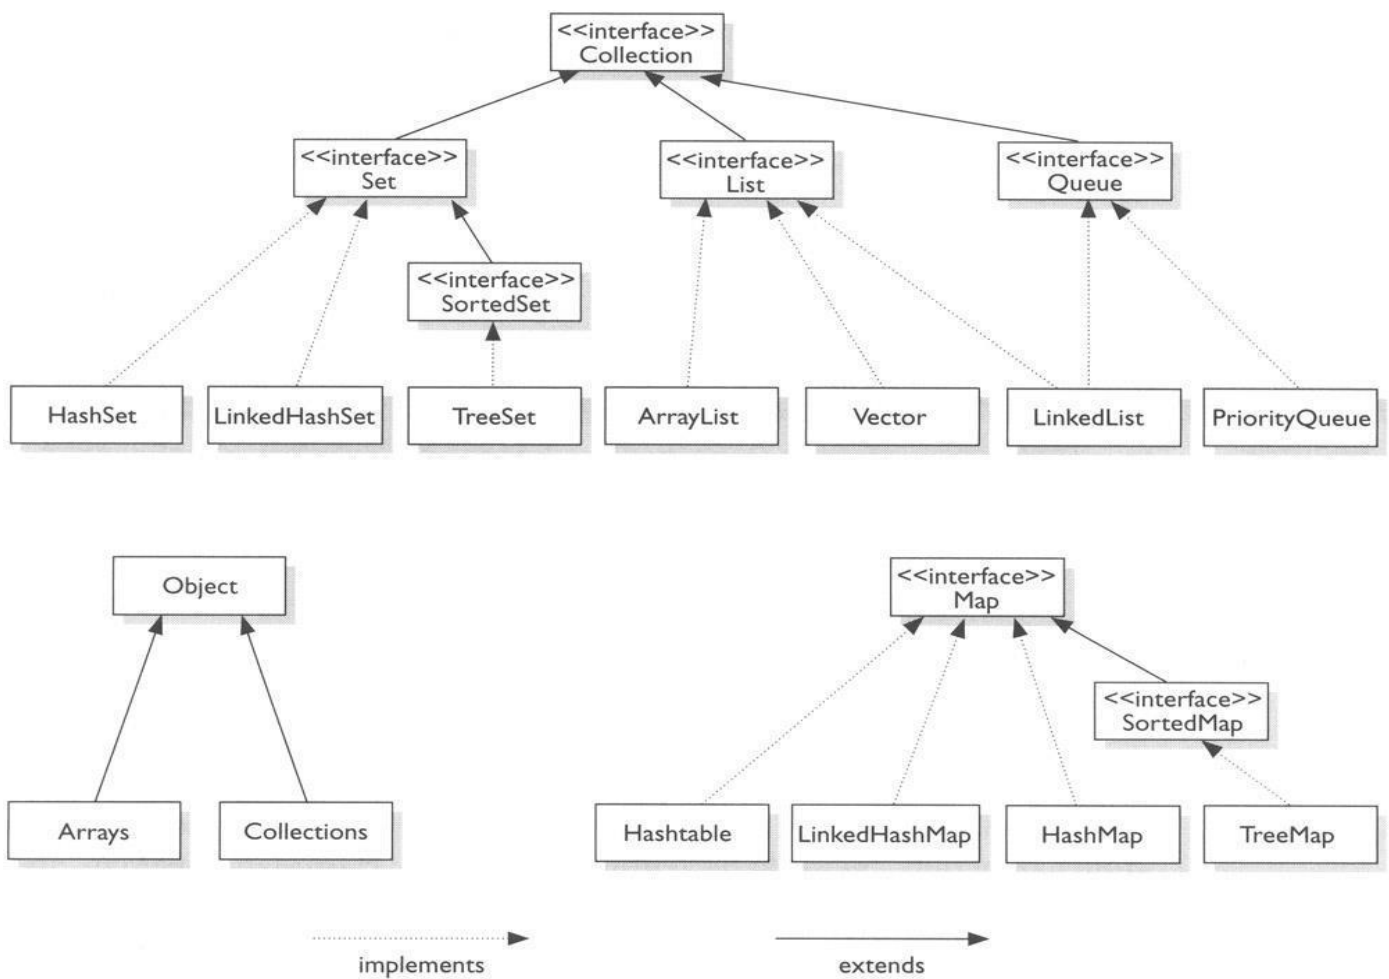 <<interface>>
Collection
<<interface>>
Set
<<interface>>
List
<<interface>>
Queue
<<interface>>
SortedSet
HashSet
LinkedHashSet
TreeSet
ArrayList
Vector
LinkedList
PriorityQueue
Object
<<interface>>
Map
<<interface>>
SortedMap
Arrays
Collections
Hashtable
LinkedHashMap
HashMap
TreeMap
implements
extends